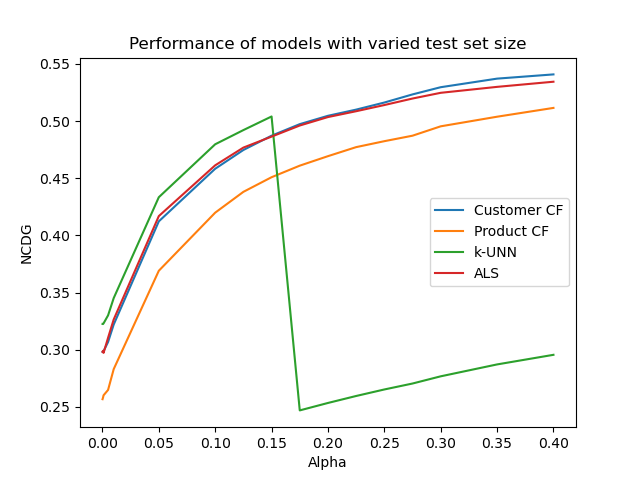 Performance of models with varied test set size
NCDG
0.55
0.50
0.45
0.40
0.35
0.30
0.25
Customer CF
Product CF
k-UNN
ALS
0.00 0.05 0.10 0.15 0.20 0.25 0.30 0.35 0.40
Alpha